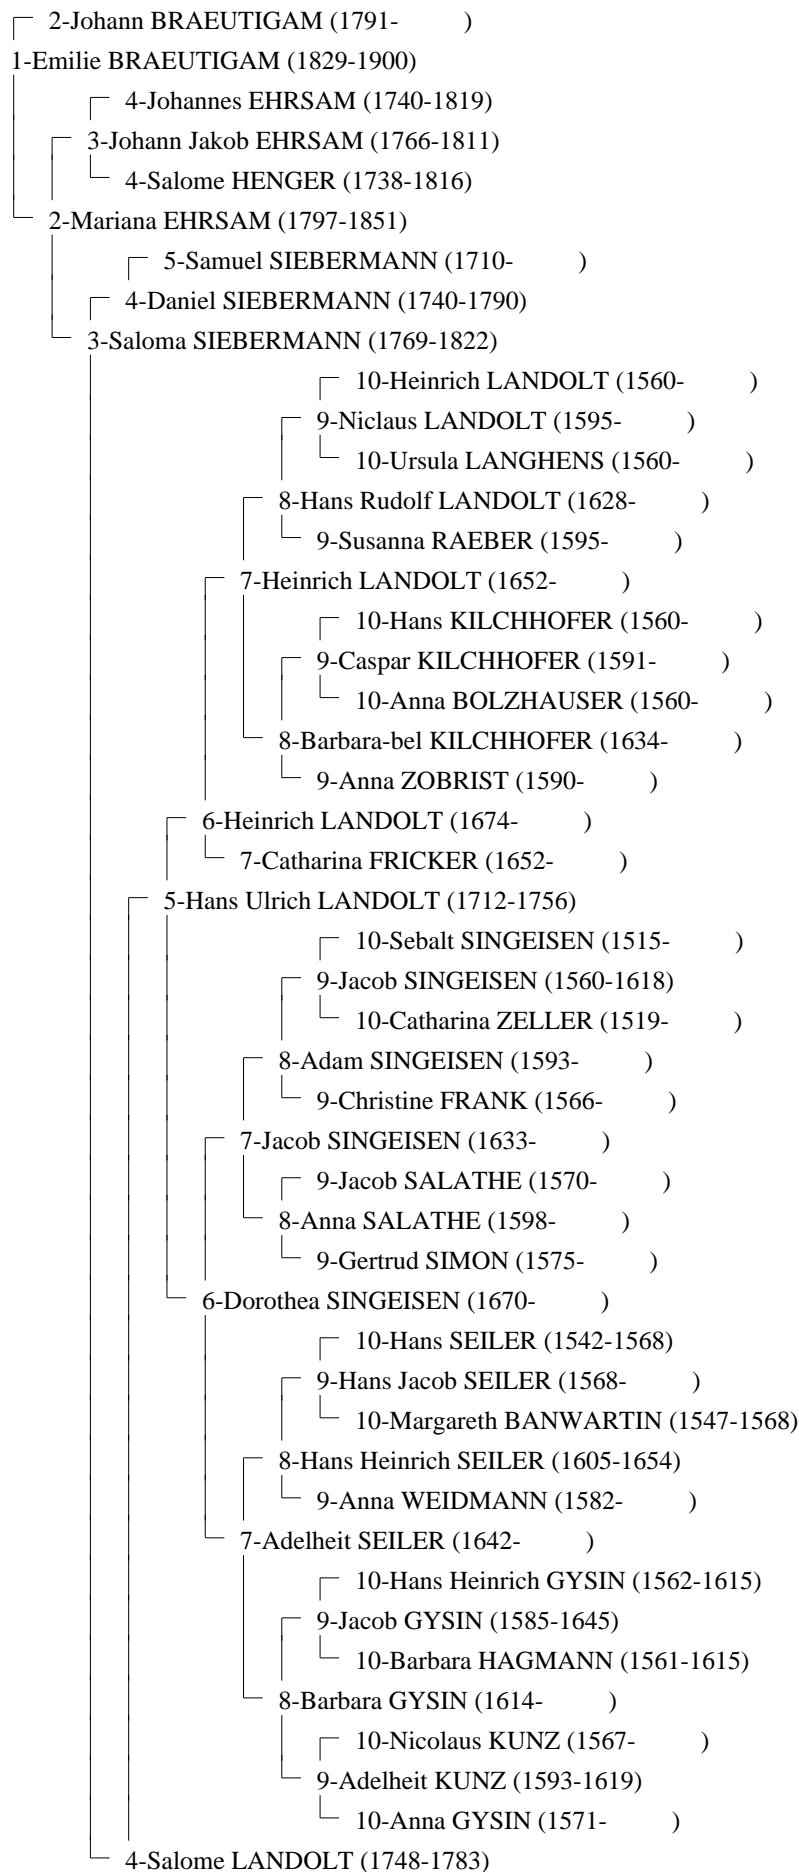 2-Johann BRAEUTIGAM (1791- )
1-Emilie BRAEUTIGAM (1829-1900)
4-Johannes EHRSAM (1740-1819)
3-Johann Jakob EHRSAM (1766-1811)
4-Salome HENGER (1738-1816)
2-Mariana EHRSAM (1797-1851)
5-Samuel SIEBERMANN (1710- )
4-Daniel SIEBERMANN (1740-1790)
3-Saloma SIEBERMANN (1769-1822)
10-Heinrich LANDOLT (1560- )
9-Niclaus LANDOLT (1595- )
10-Ursula LANGHENS (1560- )
8-Hans Rudolf LANDOLT (1628- )
9-Susanna RAEBER (1595- )
7-Heinrich LANDOLT (1652- )
10-Hans KILCHHOFER (1560- )
9-Caspar KILCHHOFER (1591- )
10-Anna BOLZHAUSER (1560- )
8-Barbara-bel KILCHHOFER (1634- )
9-Anna ZOBRIST (1590- )
6-Heinrich LANDOLT (1674- )
7-Catharina FRICKER (1652- )
5-Hans Ulrich LANDOLT (1712-1756)
10-Sebalt SINGEISEN (1515- )
9-Jacob SINGEISEN (1560-1618)
10-Catharina ZELLER (1519- )
8-Adam SINGEISEN (1593- )
9-Christine FRANK (1566- )
7-Jacob SINGEISEN (1633- )
9-Jacob SALATHE (1570- )
8-Anna SALATHE (1598- )
9-Gertrud SIMON (1575- )
6-Dorothea SINGEISEN (1670- )
10-Hans SEILER (1542-1568)
9-Hans Jacob SEILER (1568- )
10-Margareth BANWARTIN (1547-1568)
8-Hans Heinrich SEILER (1605-1654)
9-Anna WEIDMANN (1582- )
7-Adelheit SEILER (1642- )
10-Hans Heinrich GYSIN (1562-1615)
9-Jacob GYSIN (1585-1645)
10-Barbara HAGMANN (1561-1615)
8-Barbara GYSIN (1614- )
10-Nicolaus KUNZ (1567- )
9-Adelheit KUNZ (1593-1619)
10-Anna GYSIN (1571- )
4-Salome LANDOLT (1748-1783)